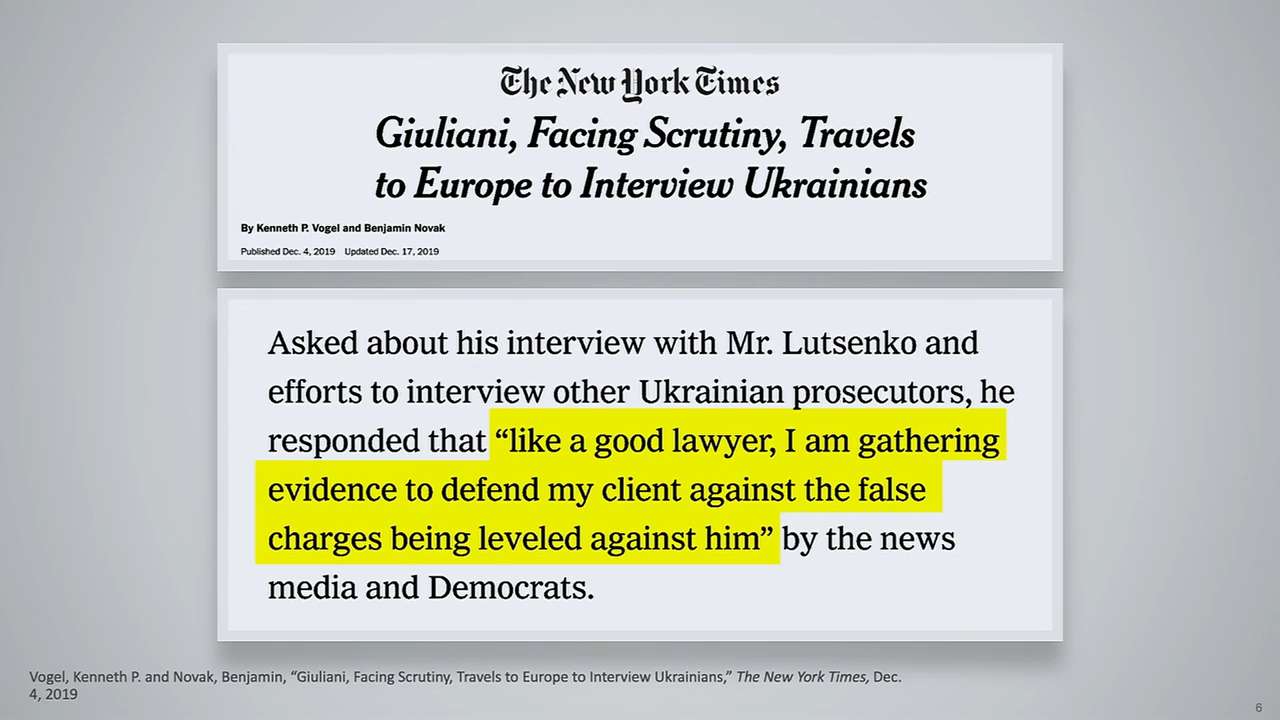 The New York Times
Giuliani, Facing Scrutiny, Travels
to Europe to Interview Ukrainians
By Kenneth P. Vogel and Benjamin Novak
Published Dec. 4, 2019 Updated Dec. 17, 2019
Asked about his interview with Mr. Lutsenko and
efforts to interview other Ukrainian prosecutors, he
responded that “like a good lawyer, I am gathering
evidence to defend my client against the false
charges being leveled against him” by the news
media and Democrats.
Vogel, Kenneth P. and Novak, Benjamin, “Giuliani, Facing Scrutiny, Travels to Europe to Interview Ukrainians,” The New York Times, Dec.
4, 2019
6